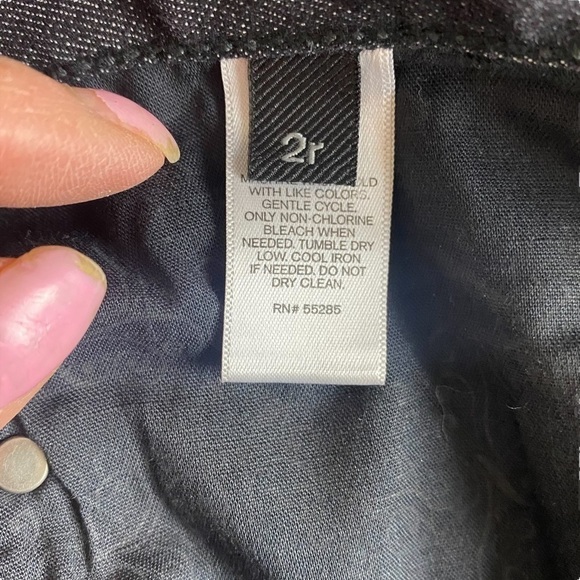 2r
WITH LIKE COLORS.
GENTLE CYCLE.
ONLY NON-CHLORINE
BLEACH WHEN
NEEDED. TUMBLE DRY
LOW. COOL IRON
IF NEEDED. DO NOT
DRY CLEAN.
RN# 55285